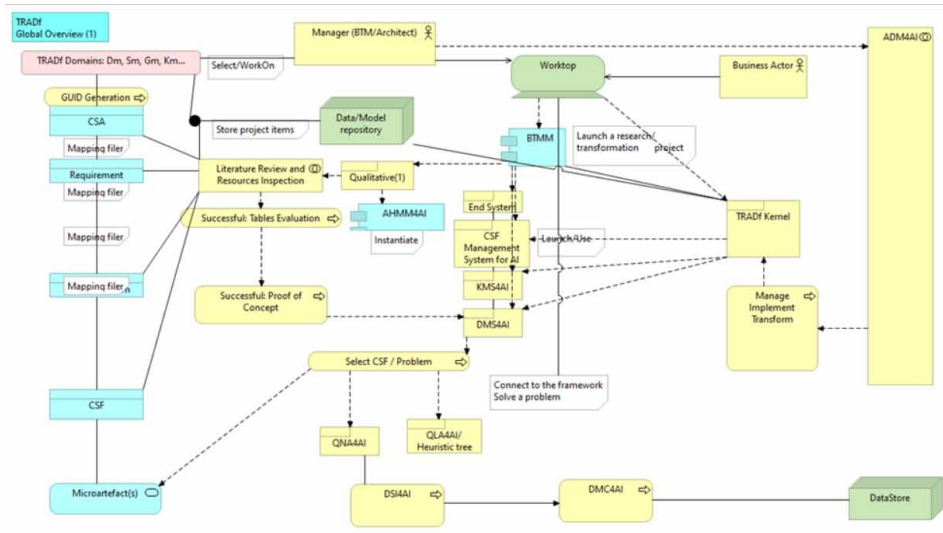 TRADf
Global Overview (1)
Manager (BTM/Architect)
ADM4AI
TRADf Domains: Dm, Sm, Gm, Km...
Select/WorkOn
Worktop
Business Actor
GUID Generation
CSA
Store project items
Data/Model
repository
BTMM
Launch a research/
transformation project
Mapping filer
Requirement
Mapping filer
Literature Review and
Resources Inspection
Qualitative(1)
End System
TRADf Kernel
Successful: Tables Evaluation
AHMM4AI
Instantiate
CSF
Management
System for AI
Launch/Use
Mapping filer
KMS4AI
Mapping filer
Successful: Proof of
Concept
Manage
Implement
Transform
DMS4AI
Select CSF / Problem
Connect to the framework
Solve a problem
CSF
QNA4AI
QLA4AI/
Heuristic tree
Microartefact(s)
DSI4AI
DMC4AI
DataStore